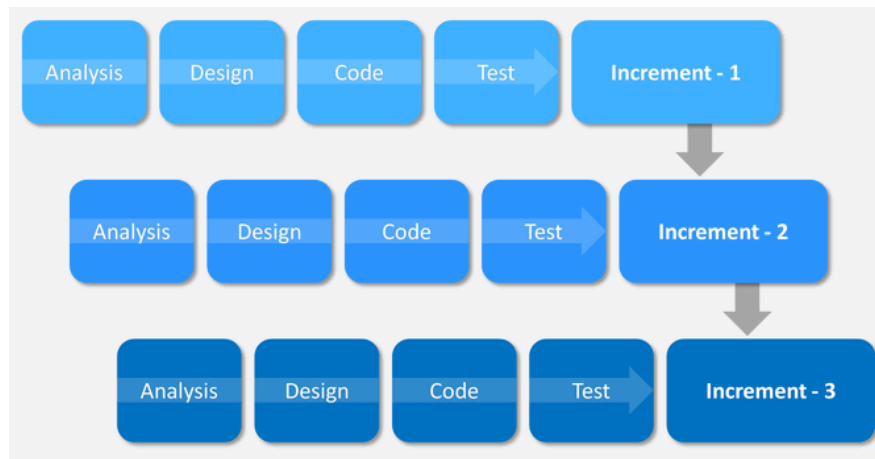 Analysis Design Code Test Increment - 1
Analysis Design Code Test Increment - 2
Analysis Design Code Test Increment - 3